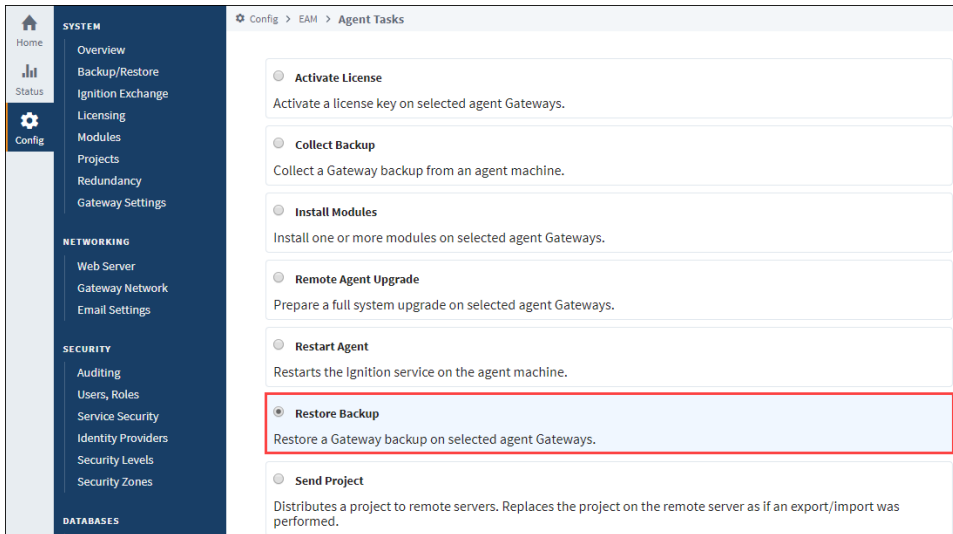 Home
Status
Config
SYSTEM
Overview
Backup/Restore
Ignition Exchange
Licensing
Modules
Projects
Redundancy
Gateway Settings
NETWORKING
Web Server
Gateway Network
Email Settings
SECURITY
Auditing
Users, Roles
Service Security
Identity Providers
Security Levels
Security Zones
DATABASES
Config > EAM > Agent Tasks
Activate License
Activate a license key on selected agent Gateways.
Collect Backup
Collect a Gateway backup from an agent machine.
Install Modules
Install one or more modules on selected agent Gateways.
Remote Agent Upgrade
Prepare a full system upgrade on selected agent Gateways.
Restart Agent
Restarts the Ignition service on the agent machine.
Restore Backup
Restore a Gateway backup on selected agent Gateways.
Send Project
Distributes a project to remote servers. Replaces the project on the remote server as if an export/import was
performed.